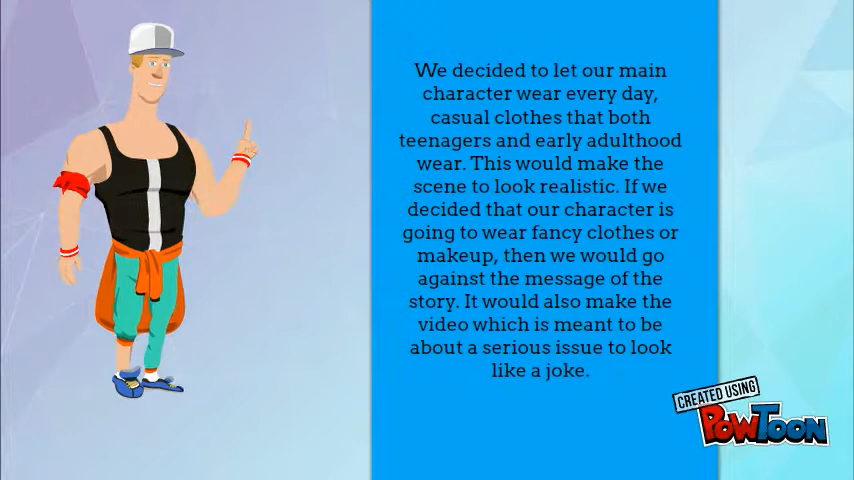 We decided to let our main
character wear every day,
casual clothes that both
teenagers and early adulthood
wear. This would make the
scene to look realistic. If we
decided that our character is
going to wear fancy clothes or
makeup, then we would go
against the message of the
story. It would also make the
video which is meant to be
about a serious issue to look
like a joke.
CREATED USING
POWTOON